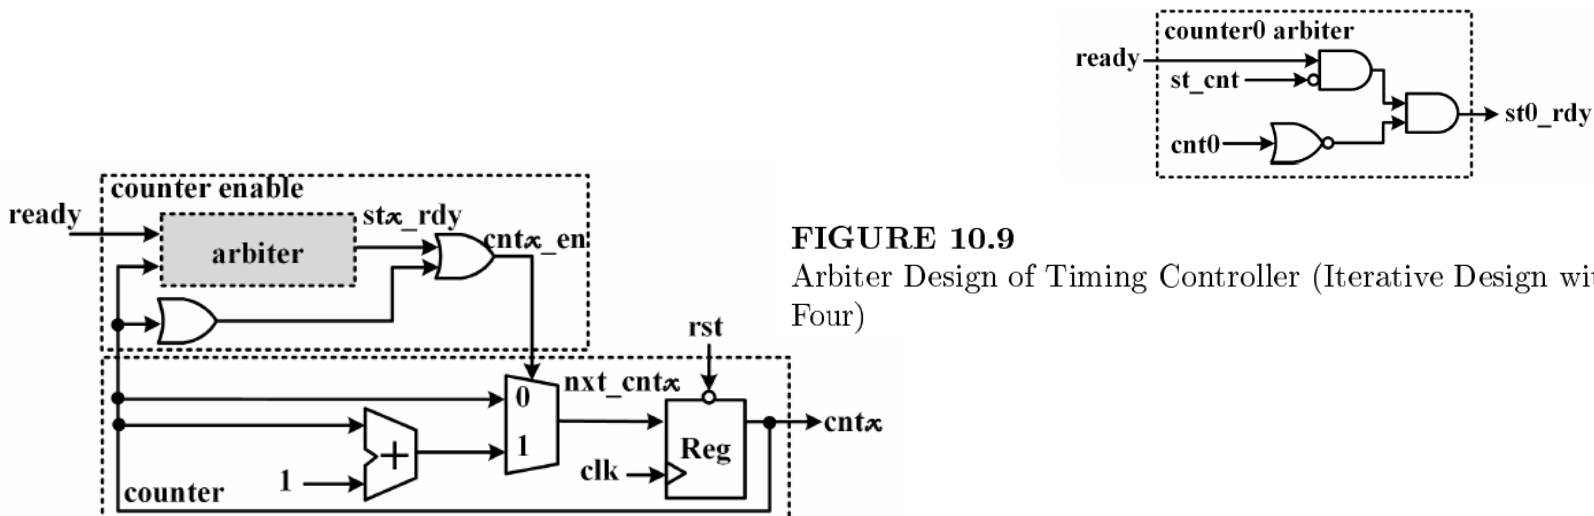 counter0 arbiter
ready
st_cnt
cnt0
st0_rdy
counter enable
ready
stx_rdy
arbiter
cntx_en
FIGURE 10.9
Arbiter Design of Timing Controller (Iterative Design
Four)
rst
nxt_cntx
0
cntx
+
1
Reg
clk
1
counter